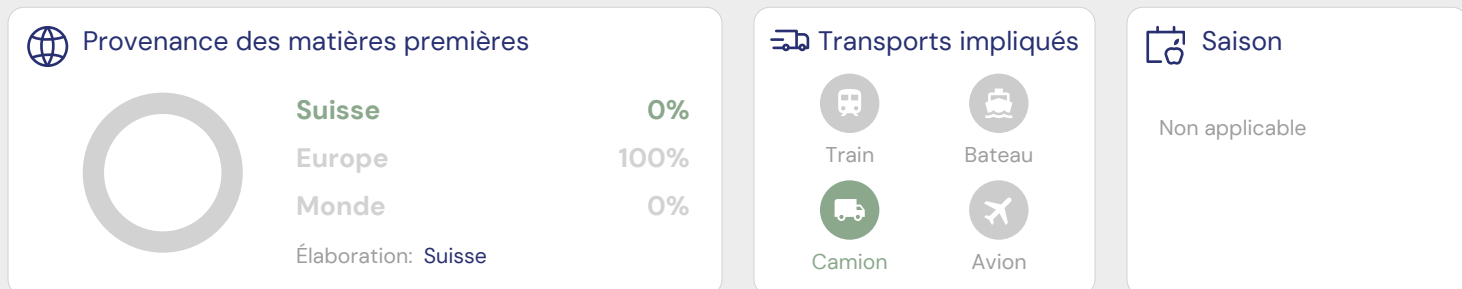 Provenance des matières premières
Suisse 0%
Europe 100%
Monde 0%
Élaboration: Suisse
Transports impliqués
Train Bateau
Camion Avion
Saison
Non applicable